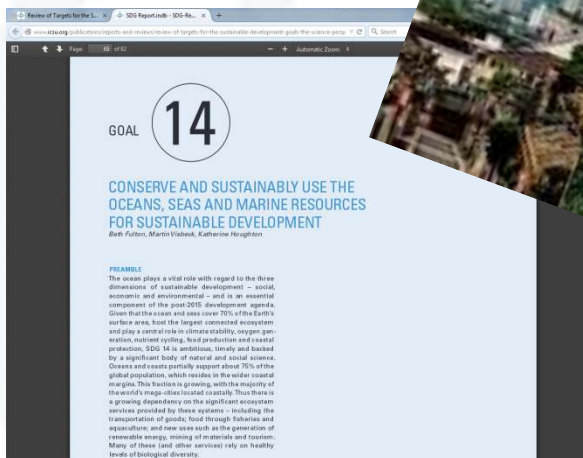 Review of Targets for the S...
SDG Report.indb - SDG-Re...
www.icsu.org/publications/reports-and-reviews/review-of-targets-for-the-sustainable-development-goals-the-science-persp
Search
Page: 60 of 92
Automatic Zoom
GOAL 14
CONSERVE AND SUSTAINABLY USE THE
OCEANS, SEAS AND MARINE RESOURCES
FOR SUSTAINABLE DEVELOPMENT
Beth Fulton, Martin Visbeck, Katherine Houghton
PREAMBLE
The ocean plays a vital role with regard to the three
dimensions of sustainable development – social,
economic and environmental – and is an essential
component of the post-2015 development agenda.
Given that the ocean and seas cover 70% of the Earth's
surface area, host the largest connected ecosystem
and play a central role in climate stability, oxygen gen-
eration, nutrient cycling, food production and coastal
protection, SDG 14 is ambitious, timely and backed
by a significant body of natural and social science.
Oceans and coasts partially support about 75% of the
global population, which resides in the wider coastal
margins. This fraction is growing, with the majority of
the world's mega-cities located coastally. Thus there is
a growing dependency on the significant ecosystem
services provided by these systems – including the
transportation of goods; food through fisheries and
aquaculture; and new uses such as the generation of
renewable energy, mining of materials and tourism.
Many of these (and other services) rely on healthy
levels of biological diversity.